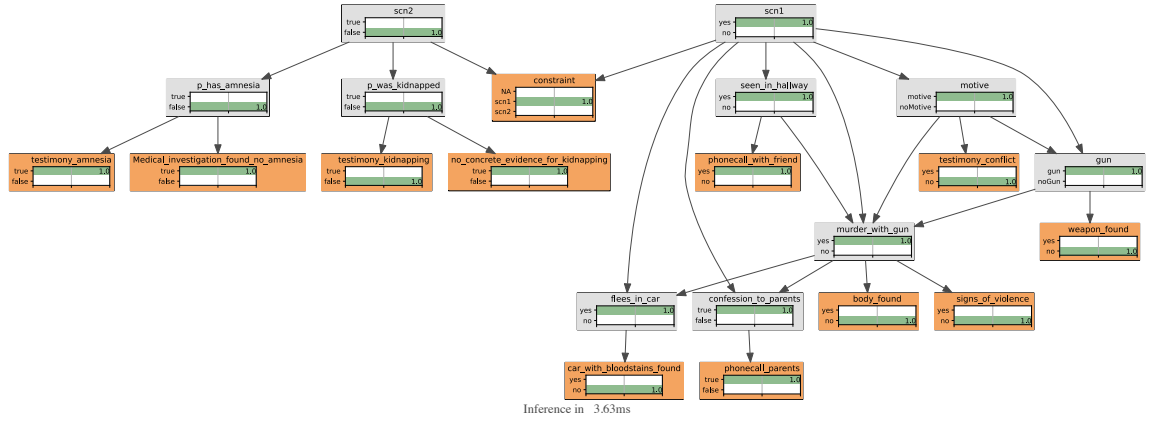 scn2
true
false 1.0
scn1
yes 1.0
no
p_has_amnesia
true
false 1.0
p_was_kidnapped
true
false 1.0
constraint
NA
scn1 1.0
scn2
seen_in_hallway
yes 1.0
no
motive
motive 1.0
noMotive
testimony_amnesia
true 1.0
false
Medical_investigation_found_no_amnesia
true 1.0
false
testimony_kidnapping
true
false 1.0
no_concrete_evidence_for_kidnapping
true 1.0
false
phonecall_with_friend
yes 1.0
no
testimony_conflict
yes
no 1.0
gun
gun 1.0
noGun
murder_with_gun
yes 1.0
no
weapon_found
yes
no 1.0
flees_in_car
yes 1.0
no
confession_to_parents
true 1.0
false
body_found
yes
no 1.0
signs_of_violence
yes
no 1.0
car_with_bloodstains_found
yes
no 1.0
phonecall_parents
true 1.0
false
Inference in 3.63ms